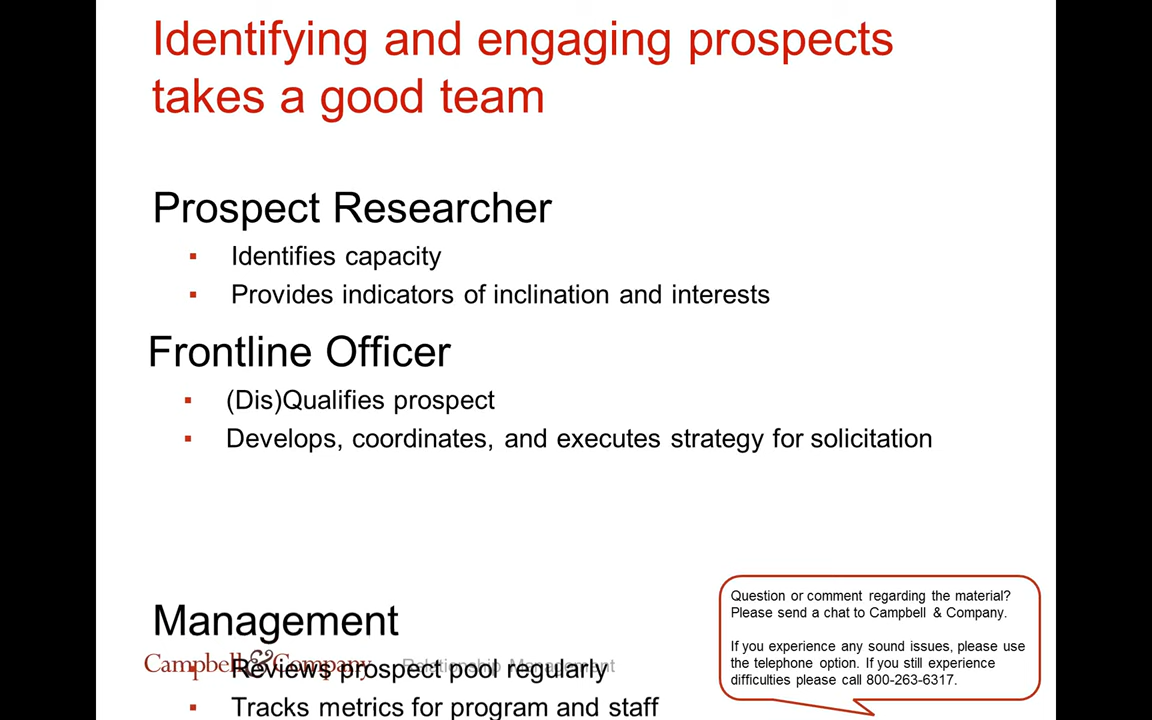 Identifying and engaging prospects
takes a good team
Prospect Researcher
▪ Identifies capacity
▪ Provides indicators of inclination and interests
Frontline Officer
▪ (Dis)Qualifies prospect
▪ Develops, coordinates, and executes strategy for solicitation
Management
Campbell & Company
Relationship Management
▪ Reviews prospect pool regularly
▪ Tracks metrics for program and staff
Question or comment regarding the material?
Please send a chat to Campbell & Company.
If you experience any sound issues, please use
the telephone option. If you still experience
difficulties please call 800-263-6317.